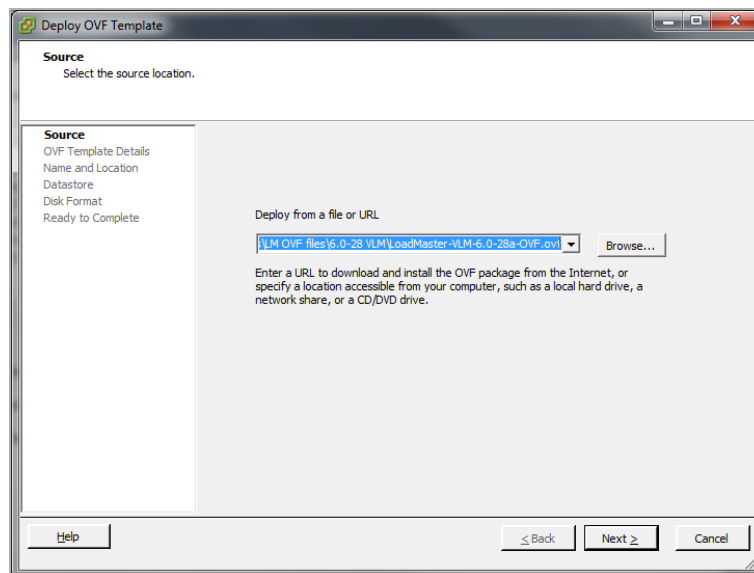 Deploy OVF Template
Source
Select the source location.
Source
OVF Template Details
Name and Location
Datastore
Disk Format
Ready to Complete
Deploy from a file or URL
:\LM OVF files\6.0-28 VLM\LoadMaster-VLM-6.0-28a-OVF.ovf
Browse...
Enter a URL to download and install the OVF package from the Internet, or
specify a location accessible from your computer, such as a local hard drive, a
network share, or a CD/DVD drive.
Help
≤ Back
Next ≥
Cancel